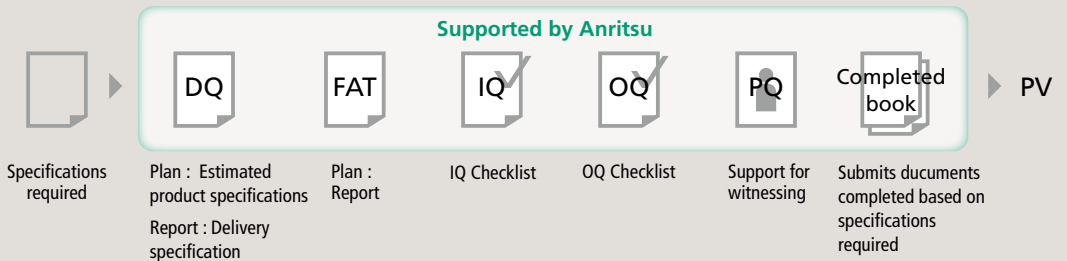 Supported by Anritsu
DQ
FAT
IQ
OQ
PQ
Completed
book
PV
Specifications
required
Plan : Estimated
product specifications
Report : Delivery
specification
Plan :
Report
IQ Checklist
OQ Checklist
Support for
witnessing
Submits ducuments
completed based on
specifications
required